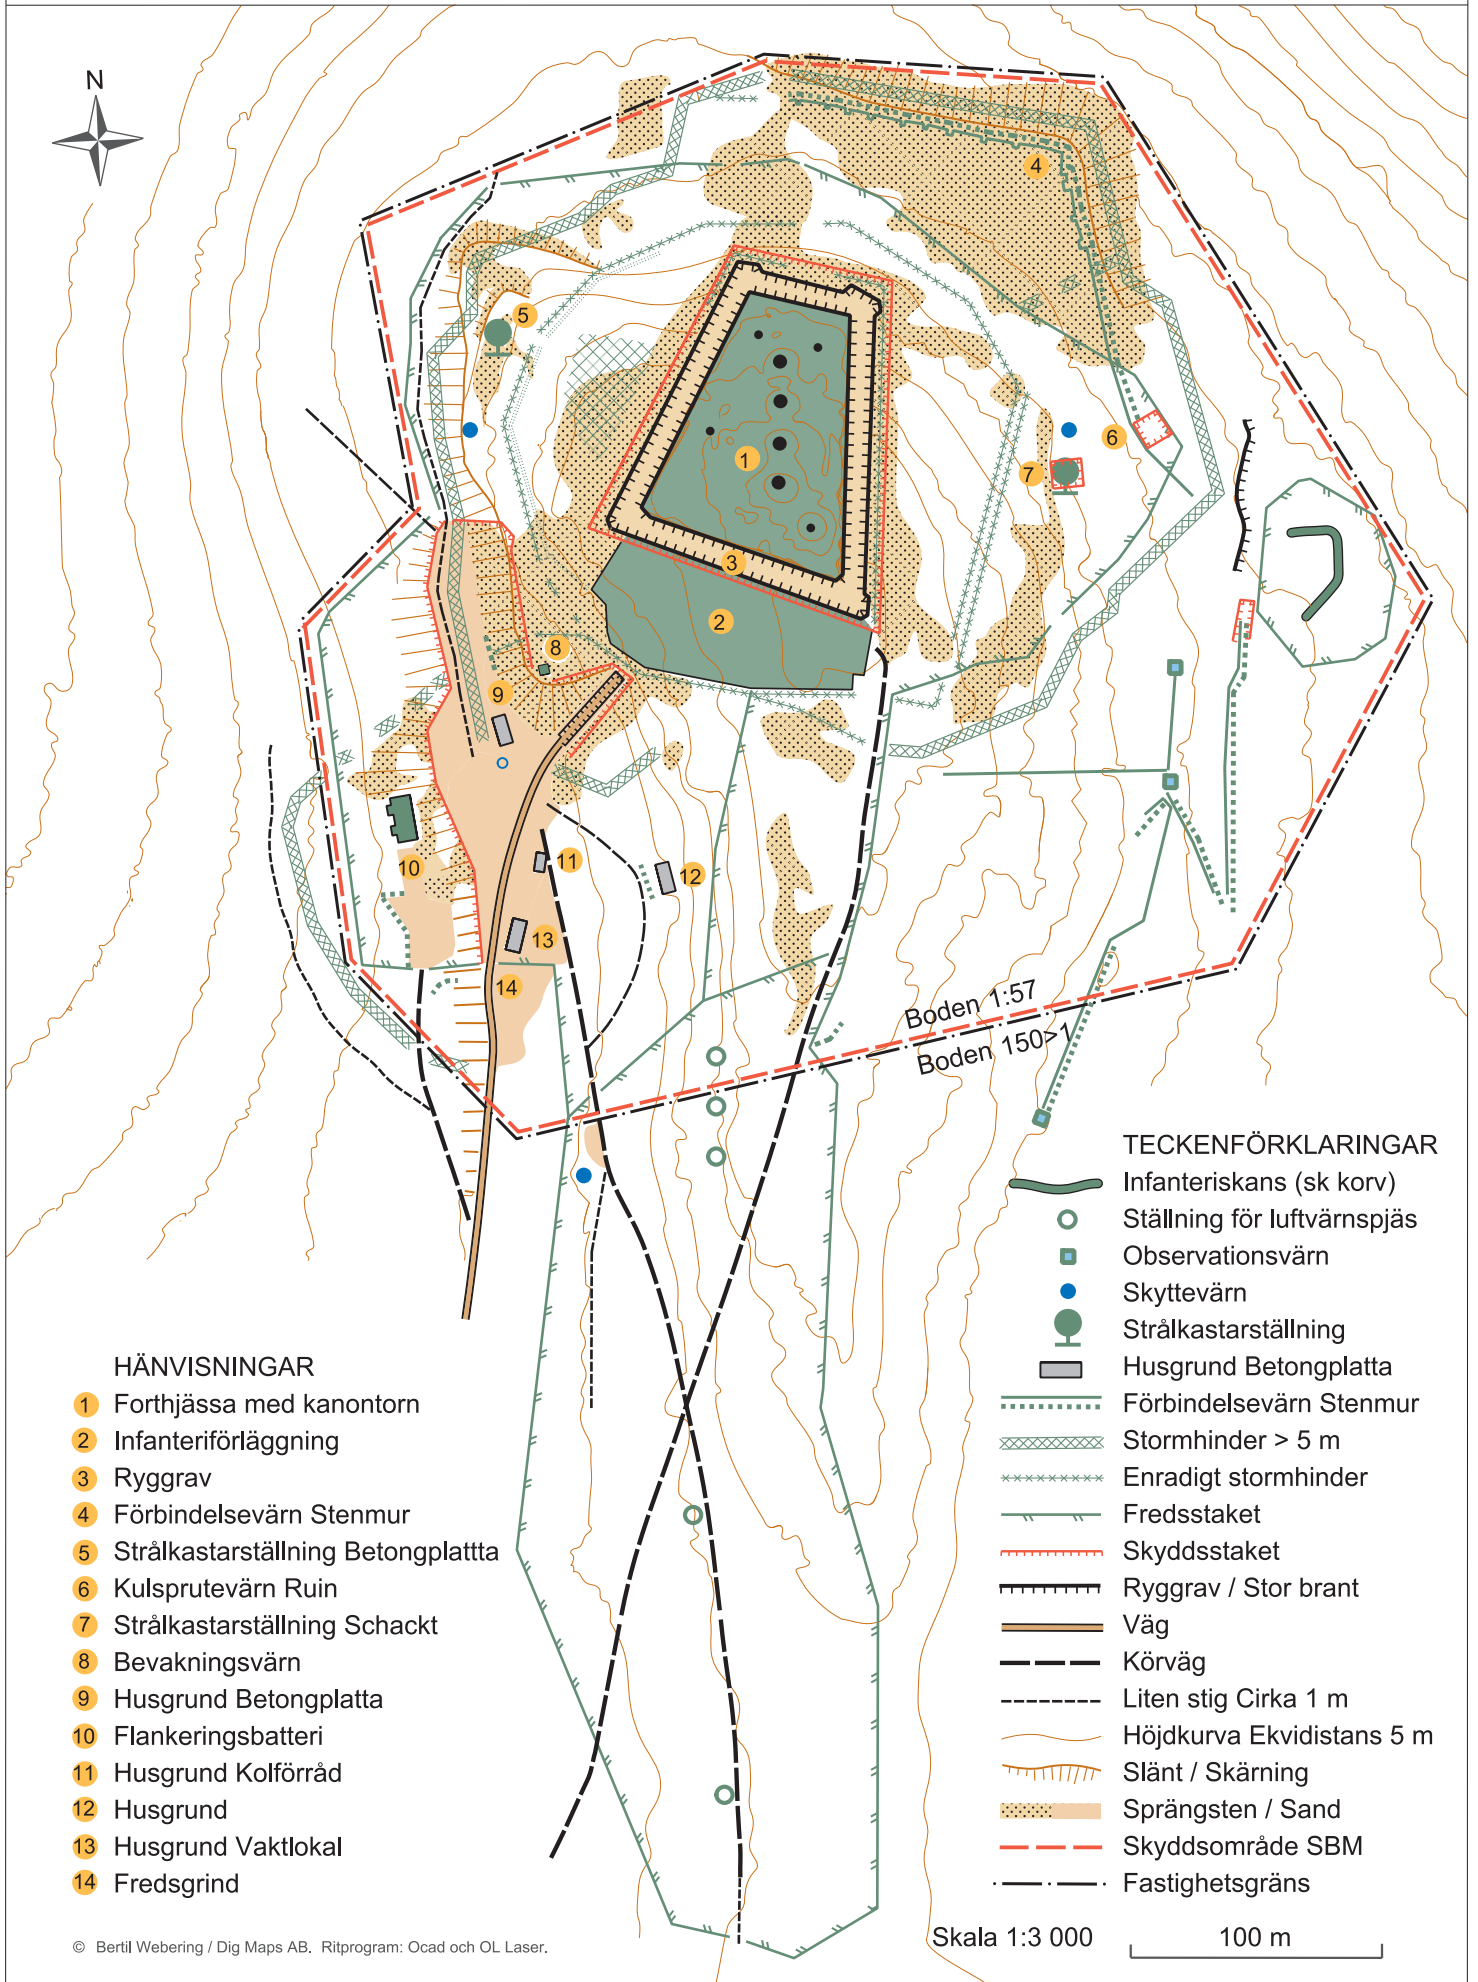 N
4
5
1
6
7
3
2
8
9
10
11
12
13
14
Boden 1:57
Boden 150>1
TECKENFÖRKLARINGAR
Infanteriskans (sk korv)
Ställning för luftvärnspjäs
Observationsvärn
Skyttevärn
Strålkastarställning
Husgrund Betongplatta
Förbindelsevärn Stenmur
Stormhinder > 5 m
Enradigt stormhinder
Fredsstaket
Skyddsstaket
Ryggrav / Stor brant
Väg
Körväg
Liten stig Cirka 1 m
Höjdkurva Ekvidistans 5 m
Slänt / Skärning
Sprängsten / Sand
Skyddsområde SBM
Fastighetsgräns
Skala 1:3 000 100 m
HÄNVISNINGAR
1 Forthjässa med kanontorn
2 Infanteriförläggning
3 Ryggrav
4 Förbindelsevärn Stenmur
5 Strålkastarställning Betongplattta
6 Kulsprutevärn Ruin
7 Strålkastarställning Schackt
8 Bevakningsvärn
9 Husgrund Betongplatta
10 Flankeringsbatteri
11 Husgrund Kolförråd
12 Husgrund
13 Husgrund Vaktlokal
14 Fredsgrind
© Bertil Webering / Dig Maps AB. Ritprogram: Ocad och OL Laser.